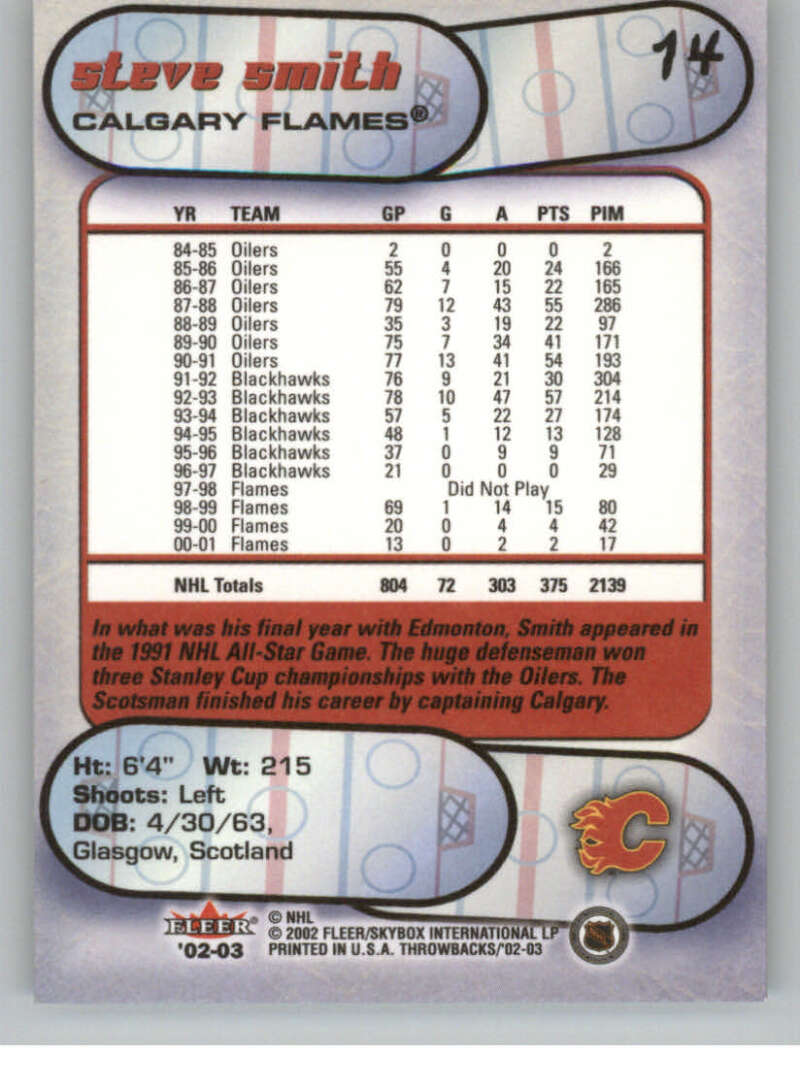 steve smith
14
CALGARY FLAMES®
YR TEAM GP G A PTS PIM
84-85 Oilers 2 0 0 0 2
85-86 Oilers 55 4 20 24 166
86-87 Oilers 62 7 15 22 165
87-88 Oilers 79 12 43 55 286
88-89 Oilers 35 3 19 22 97
89-90 Oilers 75 7 34 41 171
90-91 Oilers 77 13 41 54 193
91-92 Blackhawks 76 9 21 30 304
92-93 Blackhawks 78 10 47 57 214
93-94 Blackhawks 57 5 22 27 174
94-95 Blackhawks 48 1 12 13 128
95-96 Blackhawks 37 0 9 9 71
96-97 Blackhawks 21 0 0 0 29
97-98 Flames Did Not Play
98-99 Flames 69 1 14 15 80
99-00 Flames 20 0 4 4 42
00-01 Flames 13 0 2 2 17
NHL Totals 804 72 303 375 2139
In what was his final year with Edmonton, Smith appeared in
the 1991 NHL All-Star Game. The huge defenseman won
three Stanley Cup championships with the Oilers. The
Scotsman finished his career by captaining Calgary.
Ht: 6'4" Wt: 215
Shoots: Left
DOB: 4/30/63,
Glasgow, Scotland
FLEER®
'02-03
© NHL
© 2002 FLEER/SKYBOX INTERNATIONAL LP
PRINTED IN U.S.A. THROWBACKS/'02-03
NHL